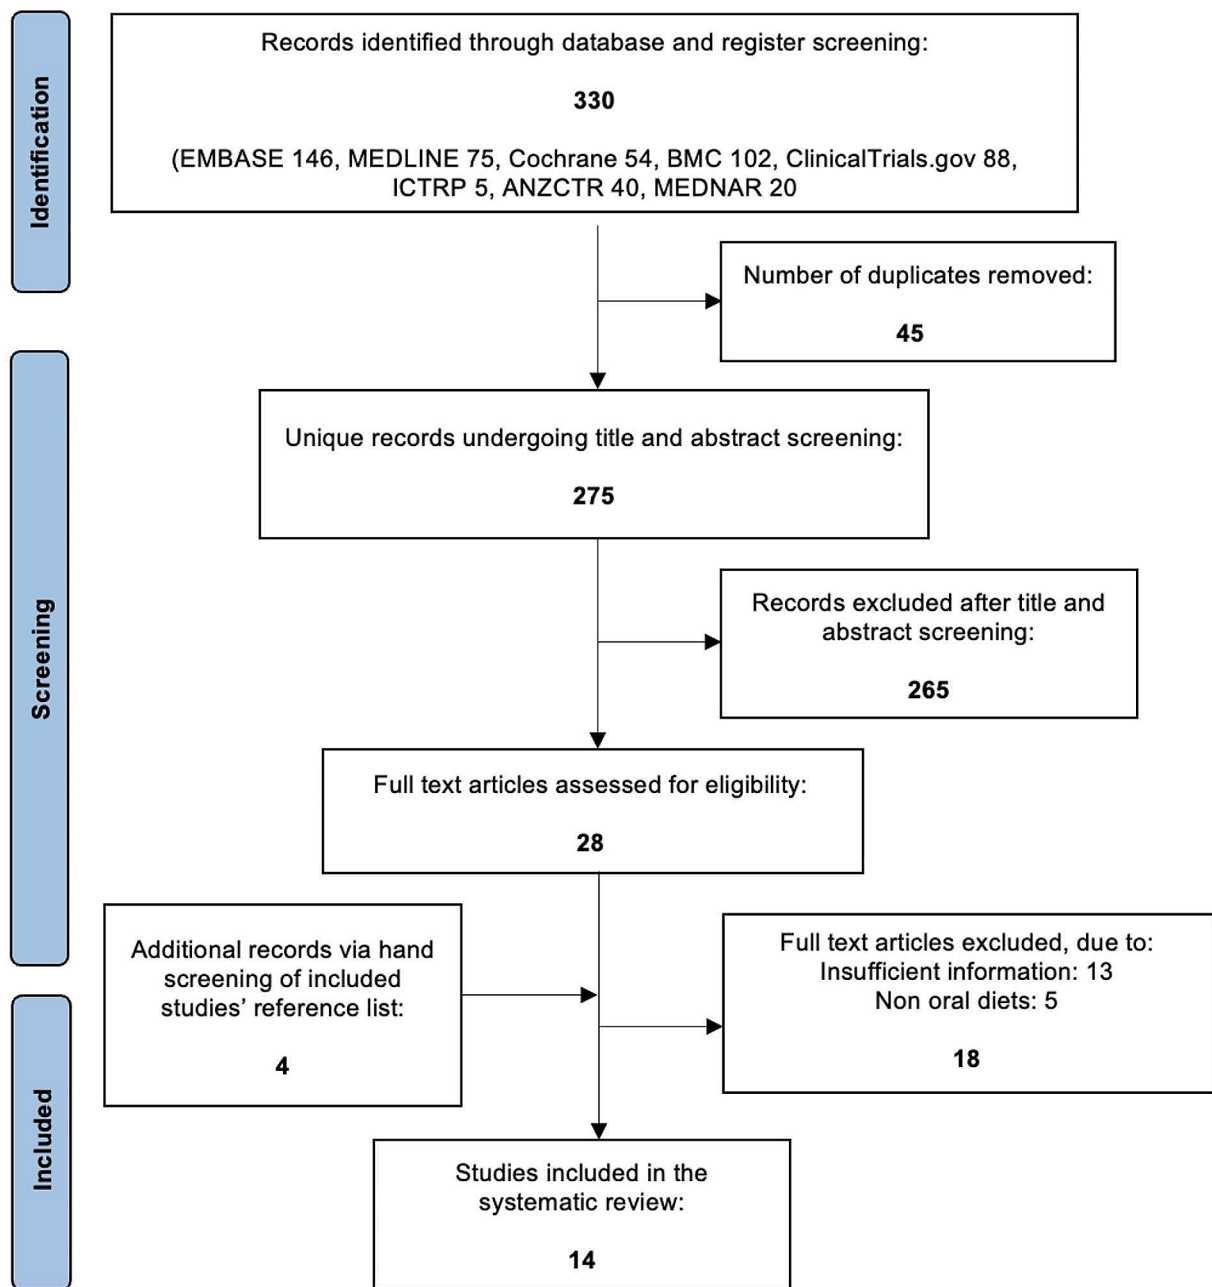 Identification
Records identified through database and register screening:
330
(EMBASE 146, MEDLINE 75, Cochrane 54, BMC 102, ClinicalTrials.gov 88,
ICTRP 5, ANZCTR 40, MEDNAR 20
Number of duplicates removed:
45
Screening
Unique records undergoing title and abstract screening:
275
Records excluded after title and
abstract screening:
265
Full text articles assessed for eligibility:
28
Additional records via hand
screening of included
studies’ reference list:
4
Full text articles excluded, due to:
Insufficient information: 13
Non oral diets: 5
18
Included
Studies included in the
systematic review:
14